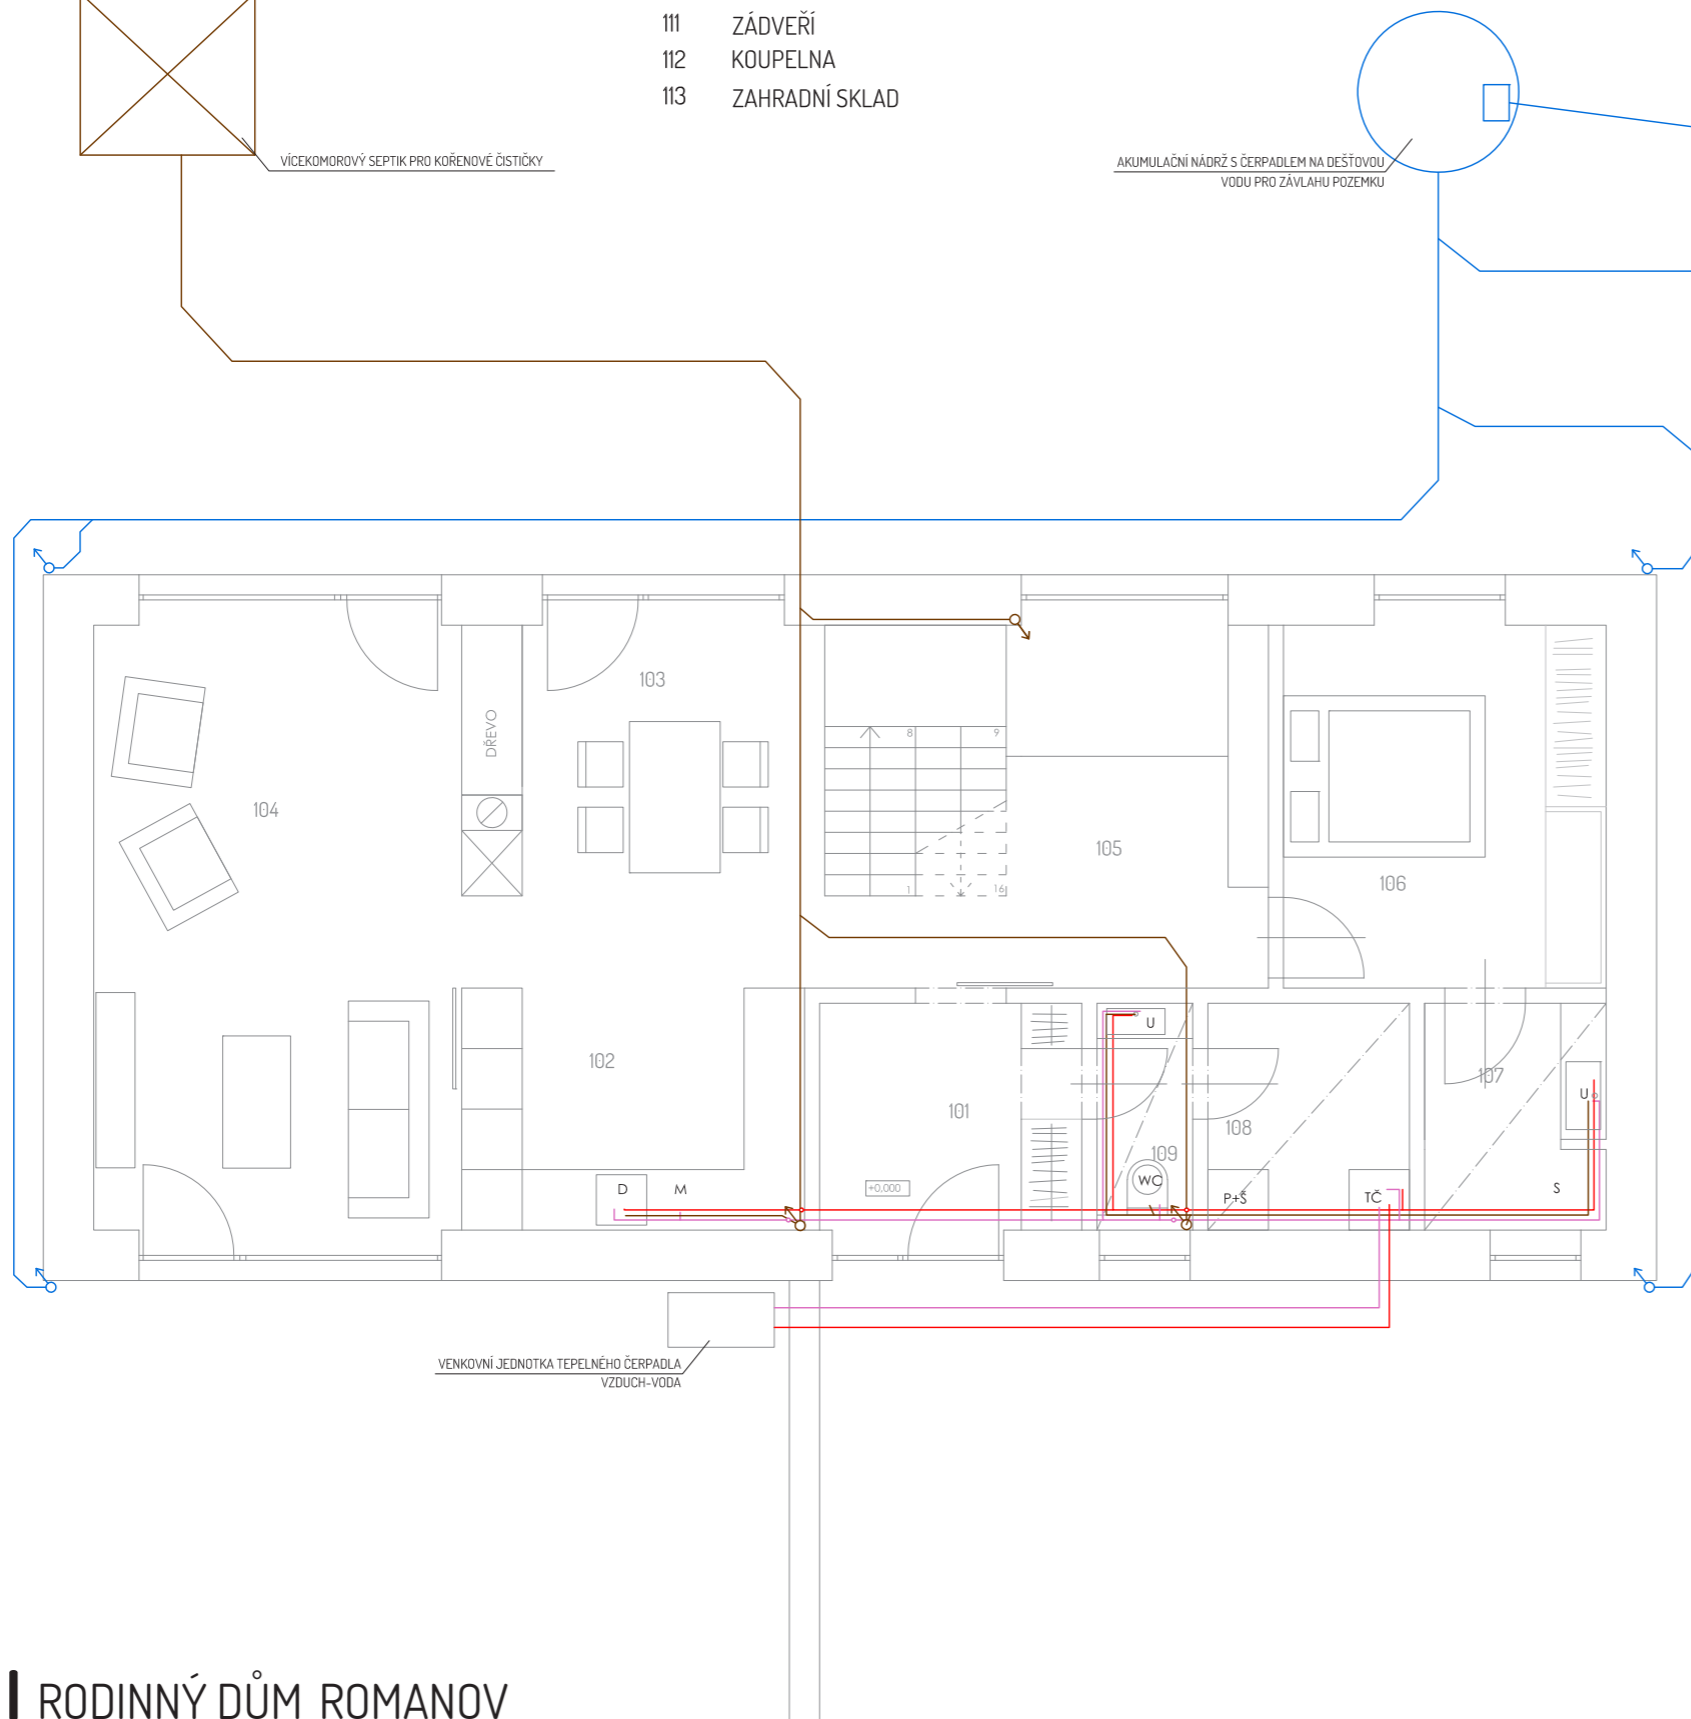 111 ZÁDVEŘÍ
112 KOUPELNA
113 ZAHRADNÍ SKLAD
VÍCEKOMOROVÝ SEPTIK PRO KOŘENOVÉ ČISTIČKY
AKUMULAČNÍ NÁDRŽ S ČERPADLEM NA DEŠŤOVOU
VODU PRO ZÁVLAHU POZEMKU
103
DŘEVO
8 9
104
105
106
1 16
U
102
107
U
101
108
109
WC
+0,000
D M
P+Š
TČ
S
VENKOVNÍ JEDNOTKA TEPELNÉHO ČERPADLA
VZDUCH-VODA
RODINNÝ DŮM ROMANOV